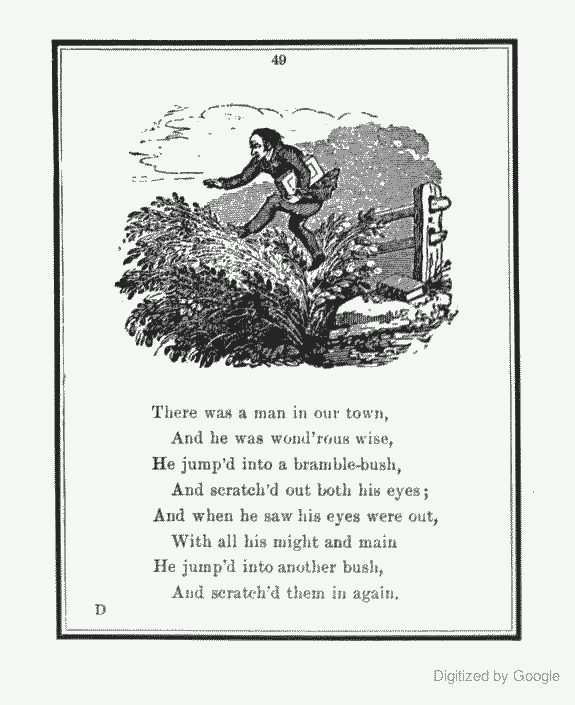 49
There was a man in our town,
And he was wond'rous wise,
He jump'd into a bramble-bush,
And scratch'd out both his eyes;
And when he saw his eyes were out,
With all his might and main
He jump'd into another bush,
And scratch'd them in again.
D
Digitized by Google